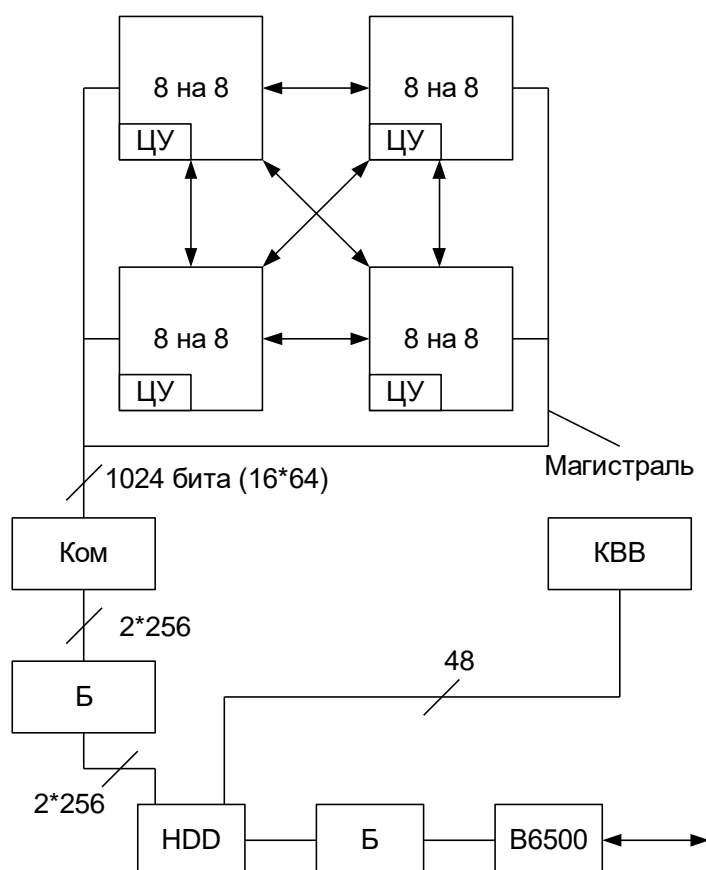 8 на 8
8 на 8
ЦУ
ЦУ
8 на 8
8 на 8
ЦУ
ЦУ
Магистраль
1024 бита (16*64)
Ком
КВВ
2*256
48
Б
2*256
HDD
Б
В6500